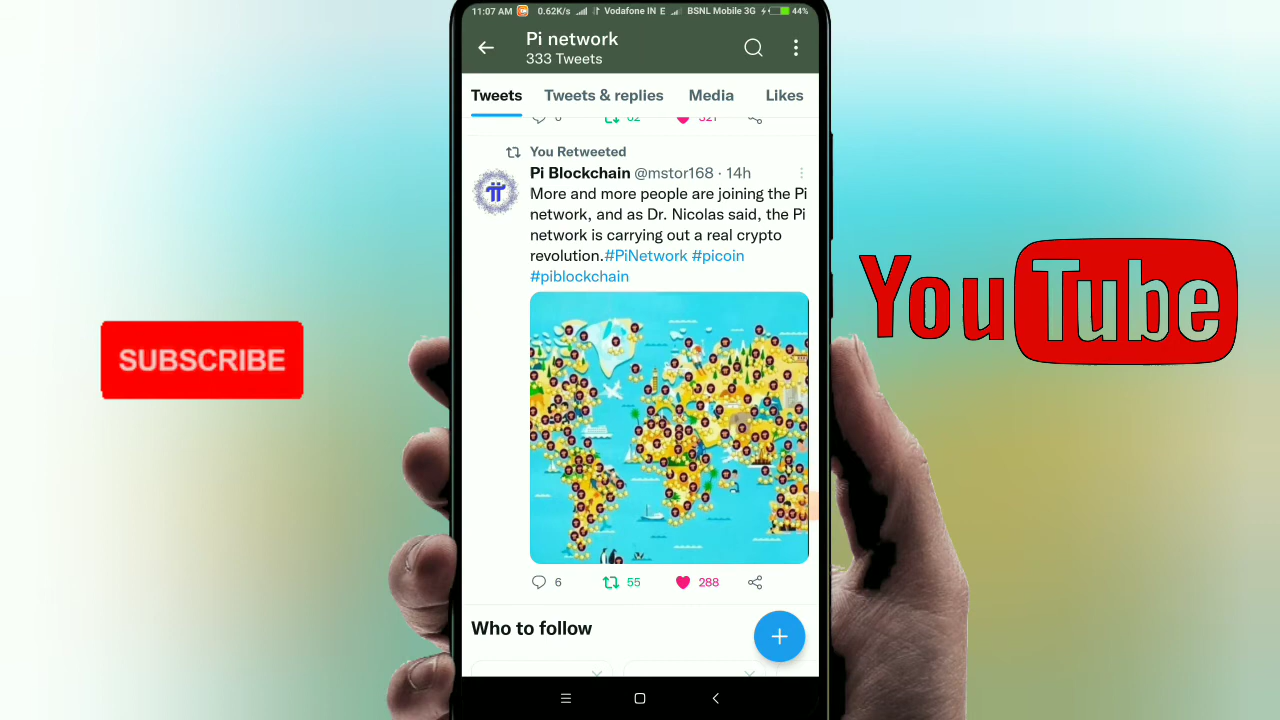 11:07 AM 0.62K/s Vodafone IN E BSNL Mobile 3G 44%
Pi network
333 Tweets
Tweets Tweets & replies Media Likes
6 62 321
You Retweeted
Pi Blockchain @mstor168 · 14h
More and more people are joining the Pi
network, and as Dr. Nicolas said, the Pi
network is carrying out a real crypto
revolution.#PiNetwork #picoin
#piblockchain
6 55 288
Who to follow
SUBSCRIBE
YouTube